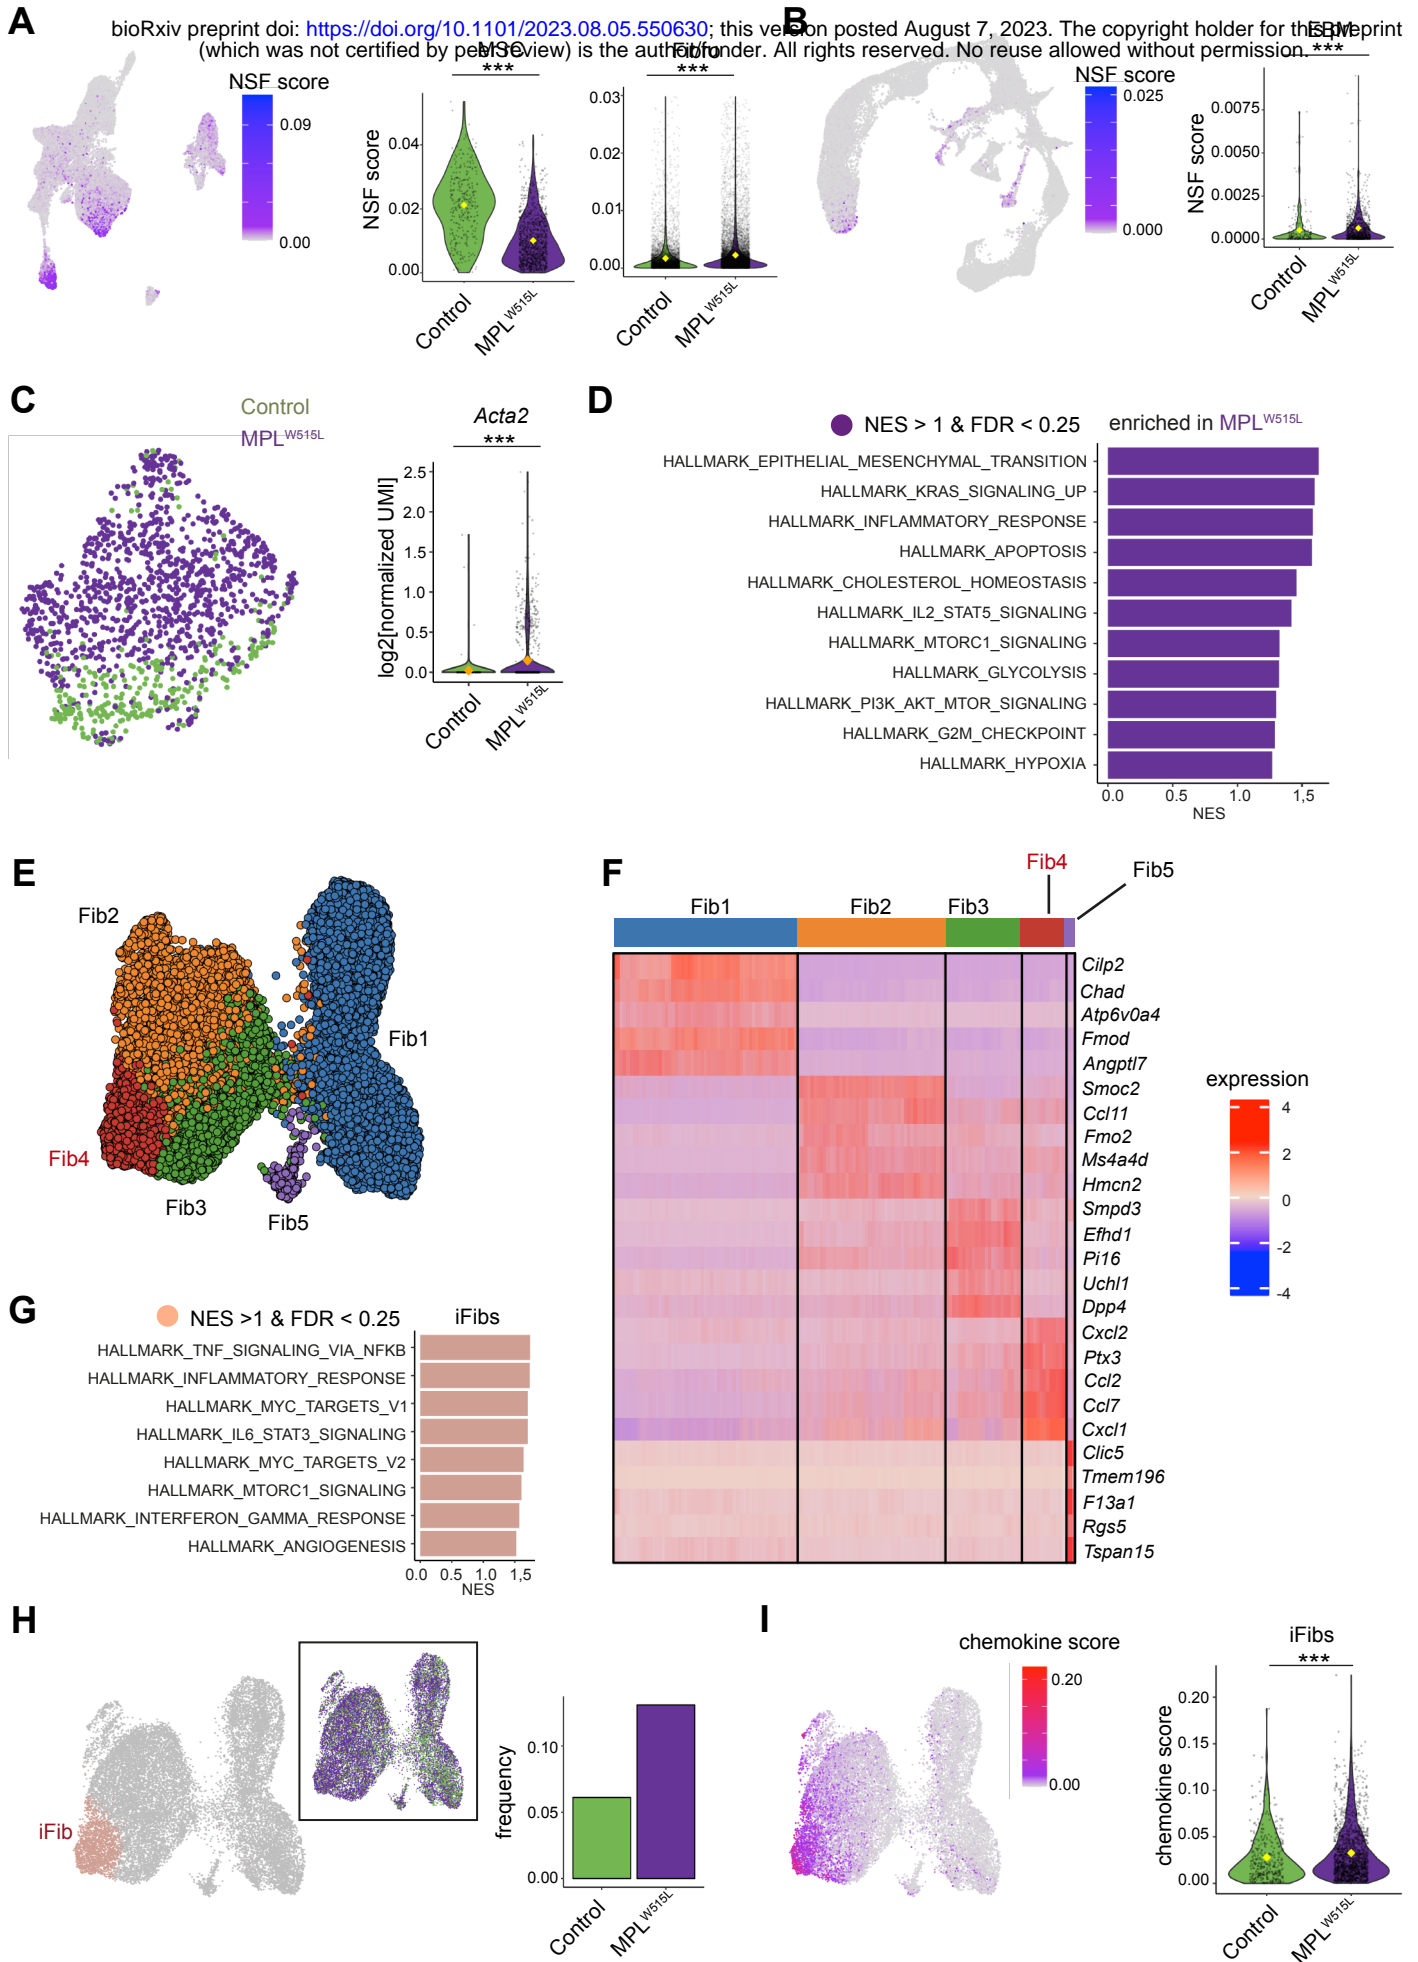 bioRxiv preprint doi: https://doi.org/10.1101/2023.08.05.550630; this version posted August 7, 2023. The copyright holder for this preprint
(which was not certified by peer review) is the author/funder. All rights reserved. No reuse allowed without permission.
A
NSF score
0.09
0.00
MSC
***
NSF score
0.04
0.02
0.00
Control
MPLW515L
Fibro
***
0.03
0.02
0.01
0.00
Control
MPLW515L
B
NSF score
0.025
0.000
EBM
***
NSF score
0.0075
0.0050
0.0025
0.0000
Control
MPLW515L
C
Control
MPLW515L
Acta2
***
log2[normalized UMI]
2.5
2.0
1.5
1.0
0.5
0.0
Control
MPLW515L
D
NES > 1 & FDR < 0.25
enriched in MPLW515L
HALLMARK_EPITHELIAL_MESENCHYMAL_TRANSITION
HALLMARK_KRAS_SIGNALING_UP
HALLMARK_INFLAMMATORY_RESPONSE
HALLMARK_APOPTOSIS
HALLMARK_CHOLESTEROL_HOMEOSTASIS
HALLMARK_IL2_STAT5_SIGNALING
HALLMARK_MTORC1_SIGNALING
HALLMARK_GLYCOLYSIS
HALLMARK_PI3K_AKT_MTOR_SIGNALING
HALLMARK_G2M_CHECKPOINT
HALLMARK_HYPOXIA
0.0 0.5 1.0 1,5
NES
E
Fib2
Fib1
Fib4
Fib3
Fib5
F
Fib1 Fib2 Fib3 Fib4 Fib5
Cilp2
Chad
Atp6v0a4
Fmod
Angptl7
Smoc2
Ccl11
Fmo2
Ms4a4d
Hmcn2
Smpd3
Efhd1
Pi16
Uchl1
Dpp4
Cxcl2
Ptx3
Ccl2
Ccl7
Cxcl1
Clic5
Tmem196
F13a1
Rgs5
Tspan15
expression
4
2
0
-2
-4
G
NES >1 & FDR < 0.25
iFibs
HALLMARK_TNF_SIGNALING_VIA_NFKB
HALLMARK_INFLAMMATORY_RESPONSE
HALLMARK_MYC_TARGETS_V1
HALLMARK_IL6_STAT3_SIGNALING
HALLMARK_MYC_TARGETS_V2
HALLMARK_MTORC1_SIGNALING
HALLMARK_INTERFERON_GAMMA_RESPONSE
HALLMARK_ANGIOGENESIS
0.0 0.5 1.0 1,5
NES
H
iFib
frequency
0.10
0.05
0.00
Control
MPLW515L
I
chemokine score
0.20
0.00
iFibs
***
chemokine score
0.20
0.15
0.10
0.05
0.00
Control
MPLW515L